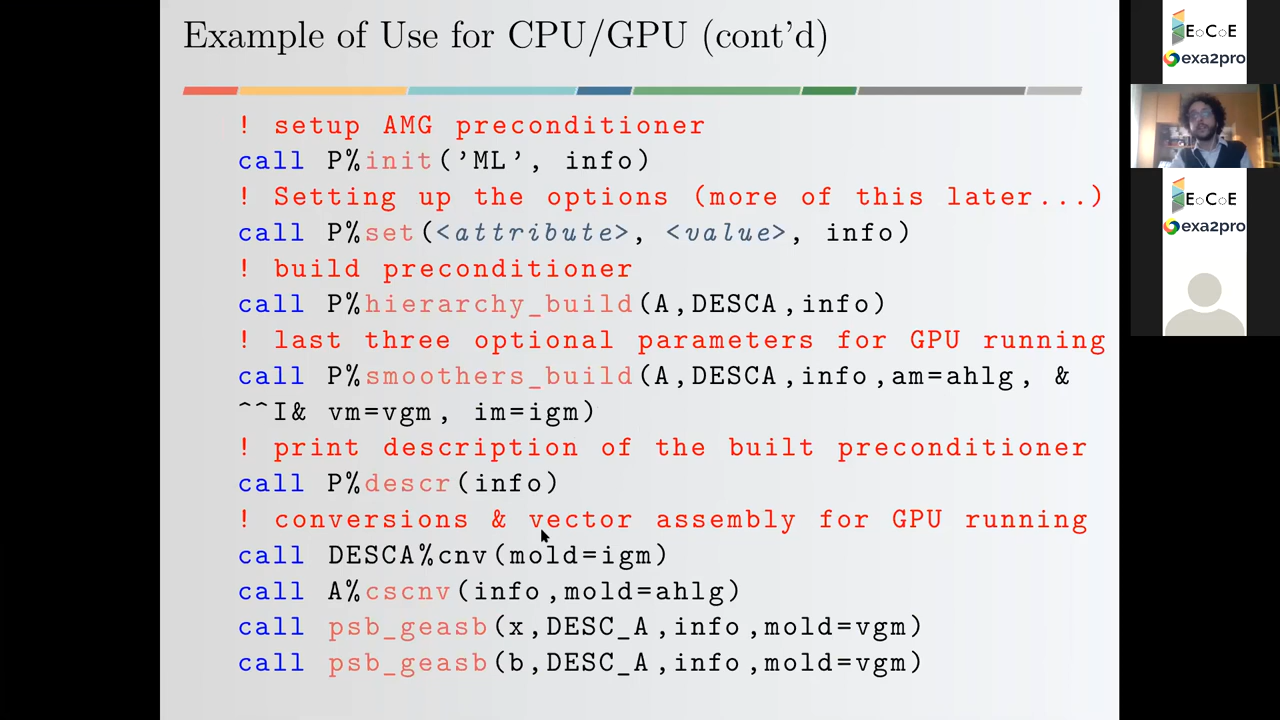 Example of Use for CPU/GPU (cont'd)
! setup AMG preconditioner
call P%init('ML', info)
! Setting up the options (more of this later...)
call P%set(<attribute>, <value>, info)
! build preconditioner
call P%hierarchy_build(A,DESCA,info)
! last three optional parameters for GPU running
call P%smoothers_build(A,DESCA,info,am=ahlg, &
^^I& vm=vgm, im=igm)
! print description of the built preconditioner
call P%descr(info)
! conversions & vector assembly for GPU running
call DESCA%cnv(mold=igm)
call A%cscnv(info,mold=ahlg)
call psb_geasb(x,DESC_A,info,mold=vgm)
call psb_geasb(b,DESC_A,info,mold=vgm)
EoCoE
exa2pro
EoCoE
exa2pro